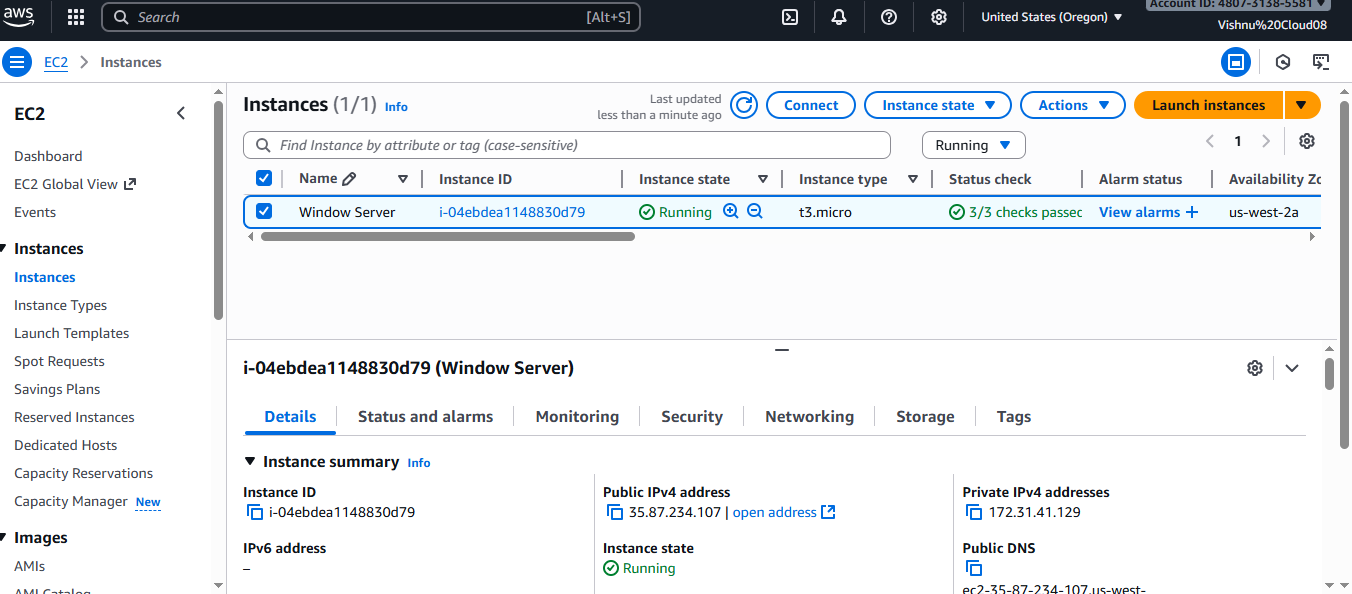 aws
Search [Alt+S]
United States (Oregon)
Account ID: 4807-3138-5581
Vishnu%20Cloud08
EC2 > Instances
EC2
Dashboard
EC2 Global View
Events
Instances
Instances
Instance Types
Launch Templates
Spot Requests
Savings Plans
Reserved Instances
Dedicated Hosts
Capacity Reservations
Capacity Manager New
Images
AMIs
AMI Catalog
Instances (1/1) Info
Last updated
less than a minute ago
Connect
Instance state
Actions
Launch instances
Find Instance by attribute or tag (case-sensitive)
Running
1
Name Instance ID Instance state Instance type Status check Alarm status Availability Zo
Window Server i-04ebdea1148830d79 Running t3.micro 3/3 checks passed View alarms + us-west-2a
i-04ebdea1148830d79 (Window Server)
Details Status and alarms Monitoring Security Networking Storage Tags
Instance summary Info
Instance ID
i-04ebdea1148830d79
IPv6 address
–
Public IPv4 address
35.87.234.107 | open address
Instance state
Running
Private IPv4 addresses
172.31.41.129
Public DNS
ec2-35-87-234-107.us-west-